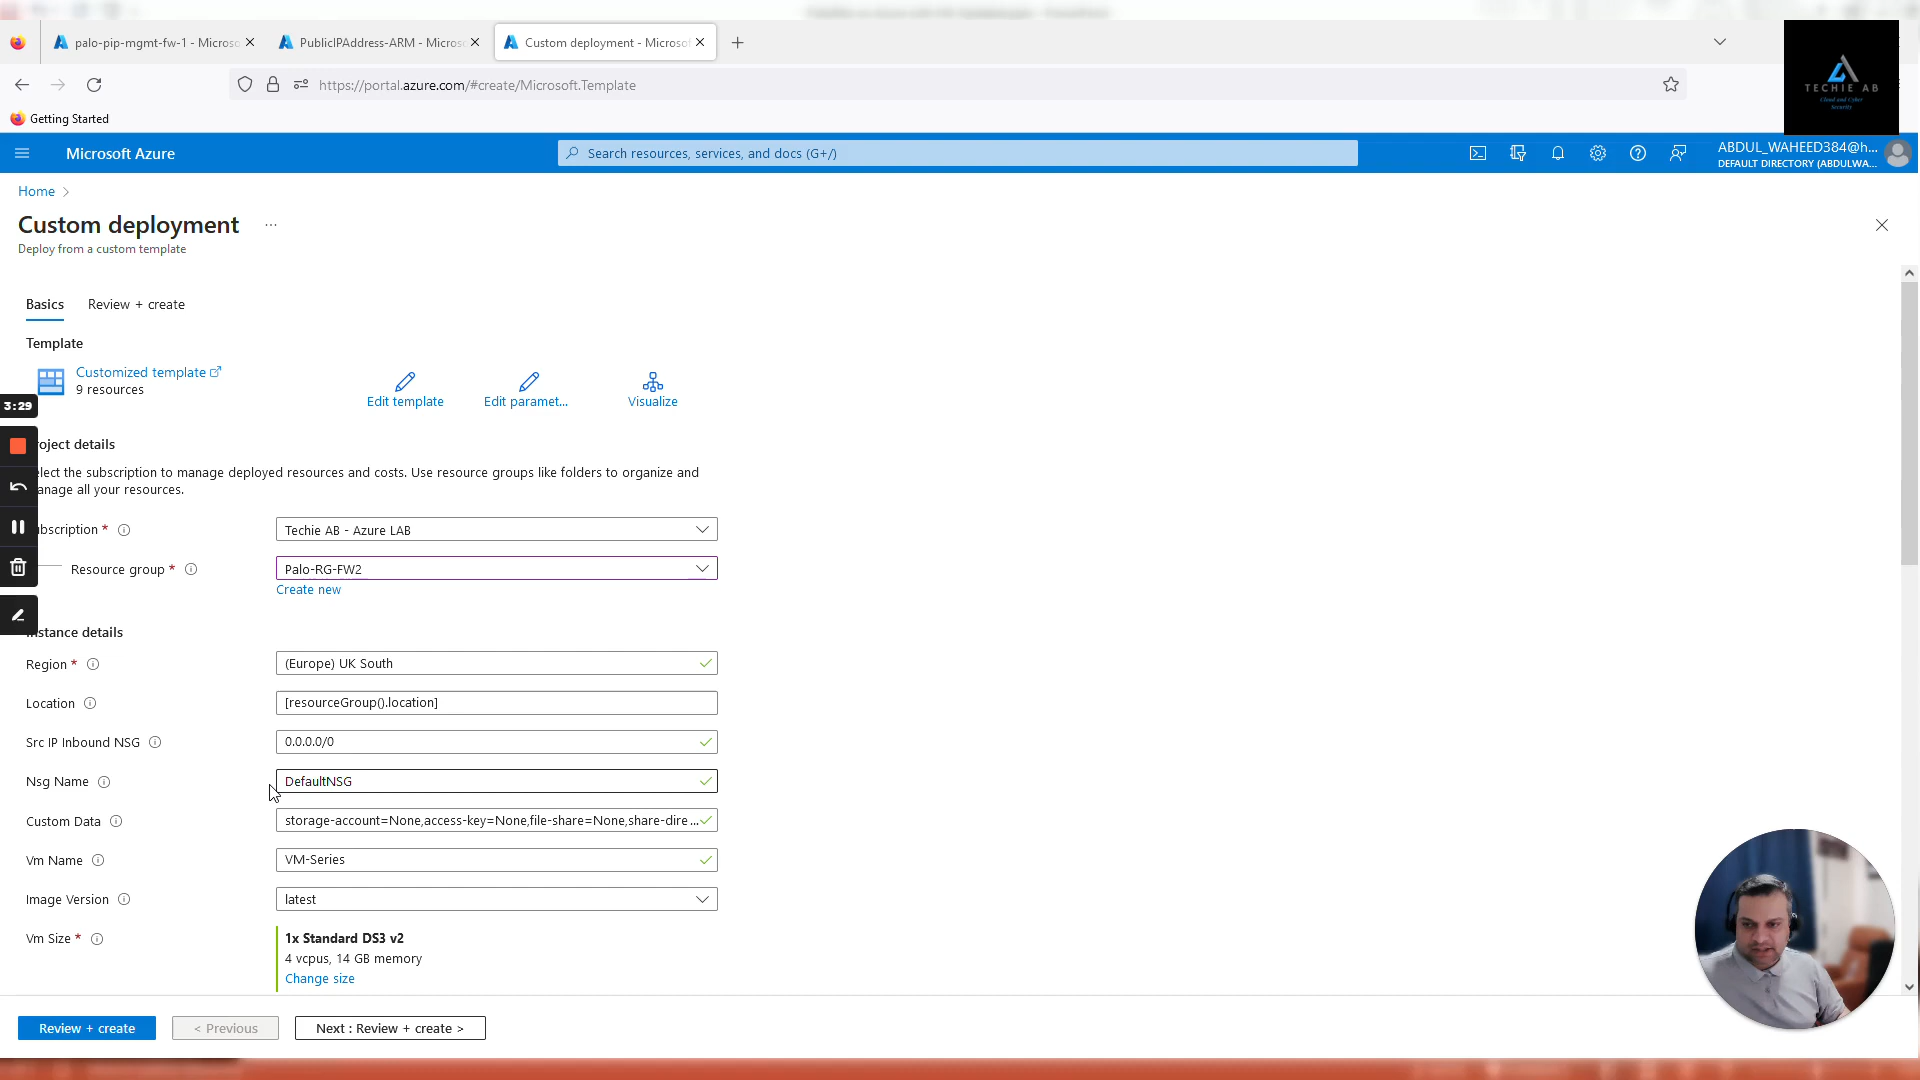 palo-pip-mgmt-fw-1 - Microso
PublicIPAddress-ARM - Micros
Custom deployment - Microsof
https://portal.azure.com/#create/Microsoft.Template
TECHIE AB
Cloud and Cyber
Security
Getting Started
Microsoft Azure
Search resources, services, and docs (G+/)
ABDUL_WAHEED384@h...
DEFAULT DIRECTORY (ABDULWA...
Home
Custom deployment
...
Deploy from a custom template
Basics
Review + create
Template
Customized template
9 resources
Edit template
Edit paramet...
Visualize
3:29
oject details
elect the subscription to manage deployed resources and costs. Use resource groups like folders to organize and
anage all your resources.
ubscription *
Techie AB - Azure LAB
Resource group *
Palo-RG-FW2
Create new
nstance details
Region *
(Europe) UK South
Location
[resourceGroup().location]
Src IP Inbound NSG
0.0.0.0/0
Nsg Name
DefaultNSG
Custom Data
storage-account=None,access-key=None,file-share=None,share-dire...
Vm Name
VM-Series
Image Version
latest
Vm Size *
1x Standard DS3 v2
4 vcpus, 14 GB memory
Change size
Review + create
< Previous
Next : Review + create >